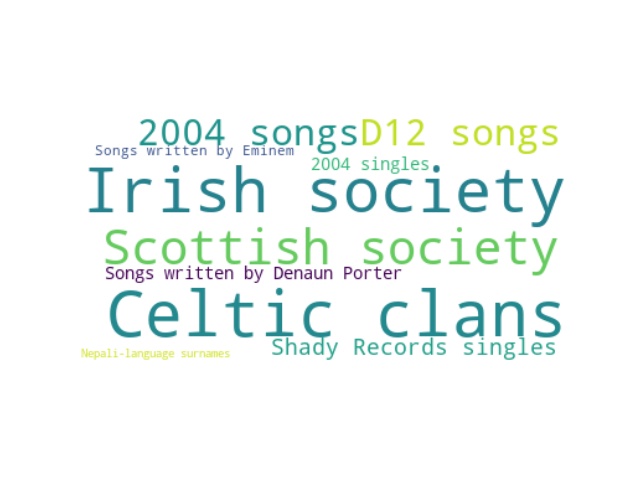 2004 songs D12 songs
Songs written by Eminem
2004 singles
Irish society
Scottish society
Songs written by Denaun Porter
Celtic clans
Shady Records singles
Nepali-language surnames